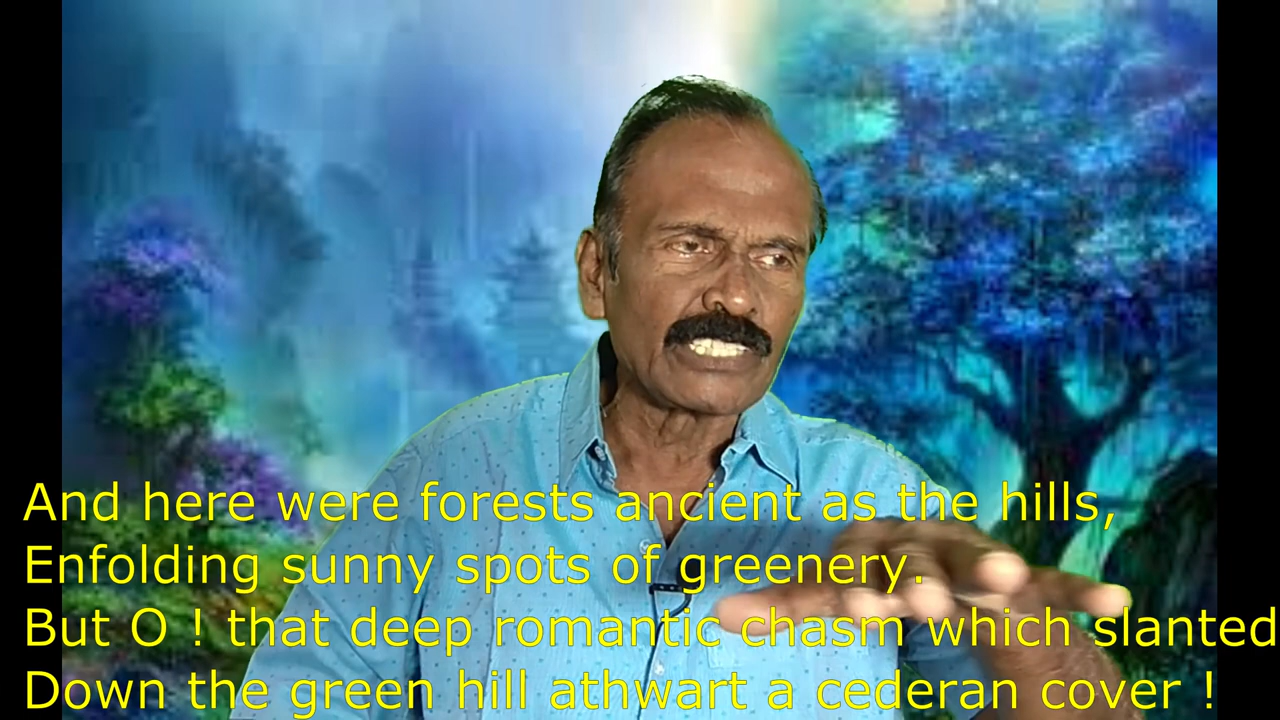 And here were forests ancient as the hills,
Enfolding sunny spots of greenery.
But O ! that deep romantic chasm which slanted
Down the green hill athwart a cederan cover !